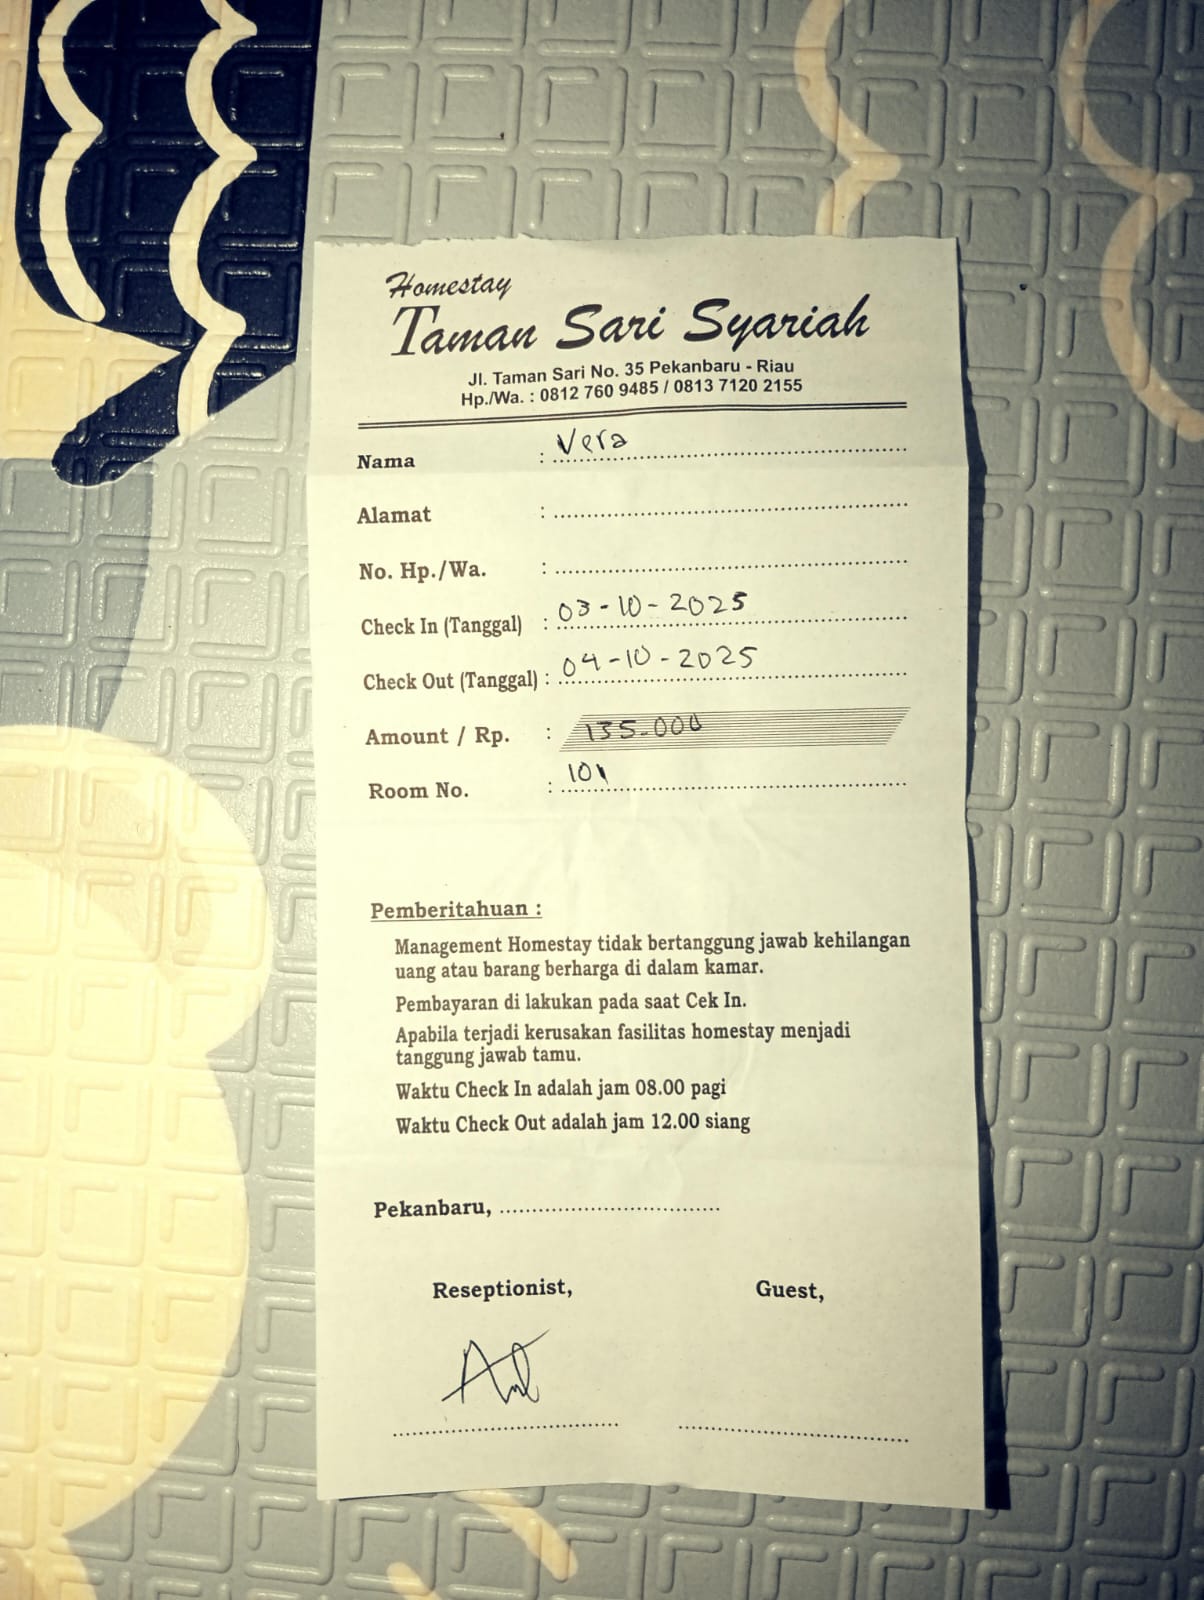 Homestay
Taman Sari Syariah
Jl. Taman Sari No. 35 Pekanbaru - Riau
Hp./Wa. : 0812 760 9485 / 0813 7120 2155
Nama : Vera
Alamat :
No. Hp./Wa. :
Check In (Tanggal) : 03-10-2025
Check Out (Tanggal) : 04-10-2025
Amount / Rp. : 135.000
Room No. : 101
Pemberitahuan :
Management Homestay tidak bertanggung jawab kehilangan
uang atau barang berharga di dalam kamar.
Pembayaran di lakukan pada saat Cek In.
Apabila terjadi kerusakan fasilitas homestay menjadi
tanggung jawab tamu.
Waktu Check In adalah jam 08.00 pagi
Waktu Check Out adalah jam 12.00 siang
Pekanbaru,
Reseptionist, Guest,